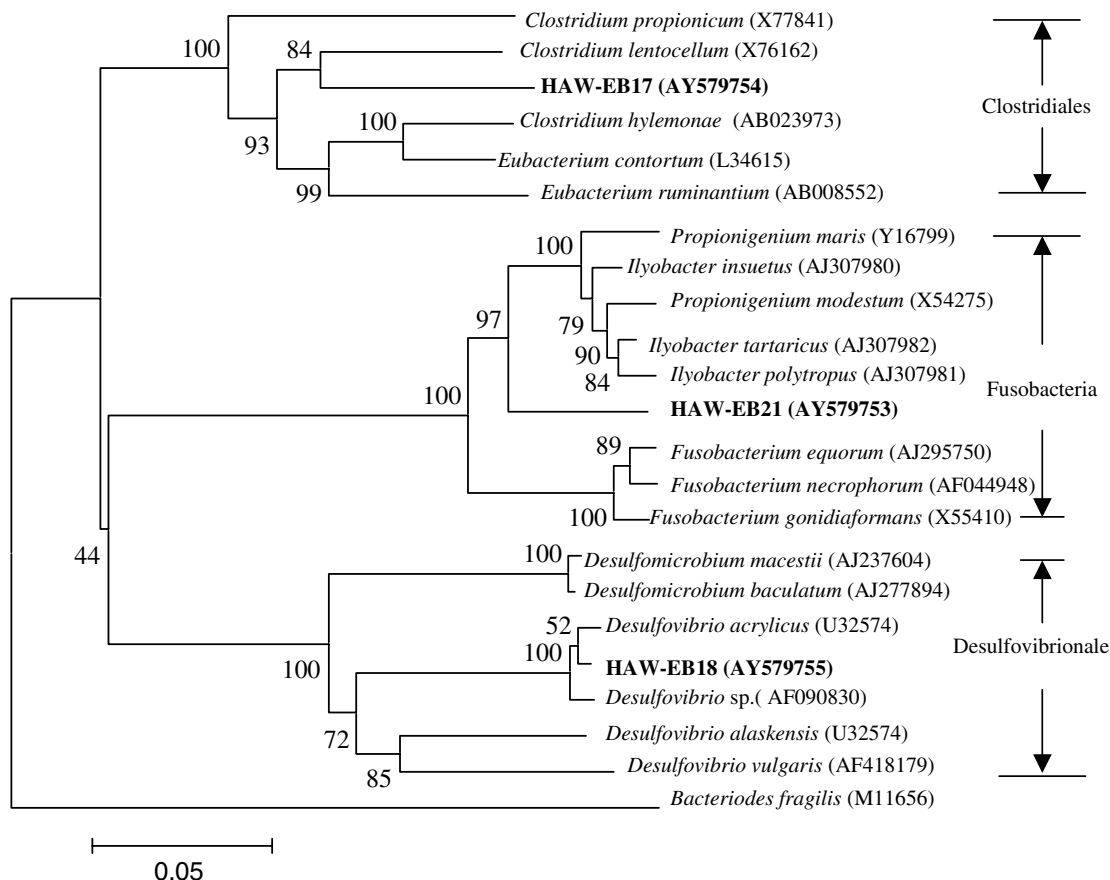 Clostridium propionicum (X77841)
100
84
Clostridium lentocellum (X76162)
HAW-EB17 (AY579754)
Clostridiales
100
Clostridium hylemonae (AB023973)
93
Eubacterium contortum (L34615)
99
Eubacterium ruminantium (AB008552)
Propionigenium maris (Y16799)
100
Ilyobacter insuetus (AJ307980)
Propionigenium modestum (X54275)
97
79
Ilyobacter tartaricus (AJ307982)
90
84
Ilyobacter polytropus (AJ307981)
Fusobacteria
100
HAW-EB21 (AY579753)
89
Fusobacterium equorum (AJ295750)
Fusobacterium necrophorum (AF044948)
100
Fusobacterium gonidiaformans (X55410)
44
100
Desulfomicrobium macestii (AJ237604)
Desulfomicrobium baculatum (AJ277894)
52
Desulfovibrio acrylicus (U32574)
Desulfovibrionale
100
100
HAW-EB18 (AY579755)
Desulfovibrio sp.( AF090830)
72
Desulfovibrio alaskensis (U32574)
85
Desulfovibrio vulgaris (AF418179)
Bacteriodes fragilis (M11656)
0.05